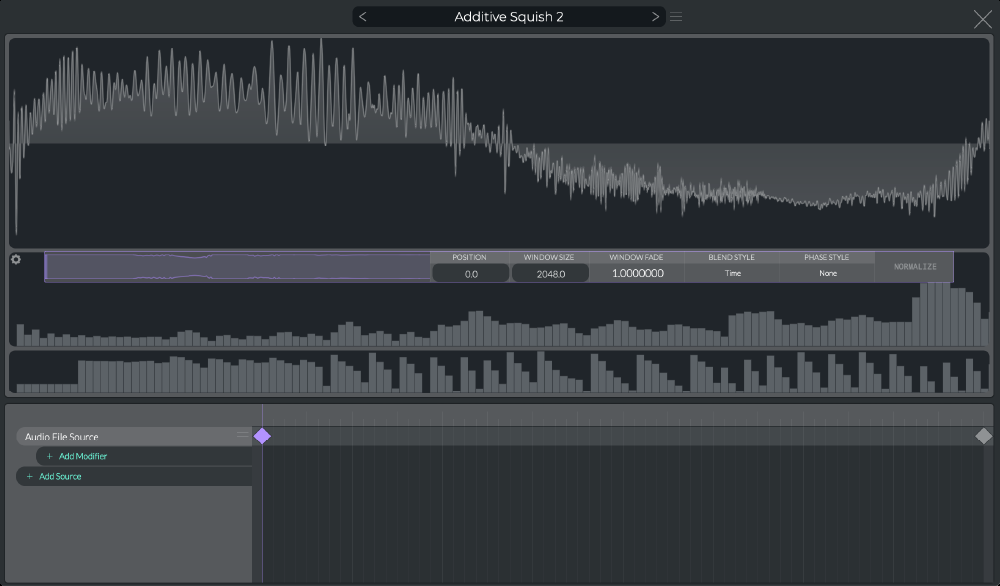 Additive Squish 2
POSITION WINDOW SIZE WINDOW FADE BLEND STYLE PHASE STYLE NORMALIZE
0.0 2048.0 1.0000000 Time None
Audio File Source
+ Add Modifier
+ Add Source